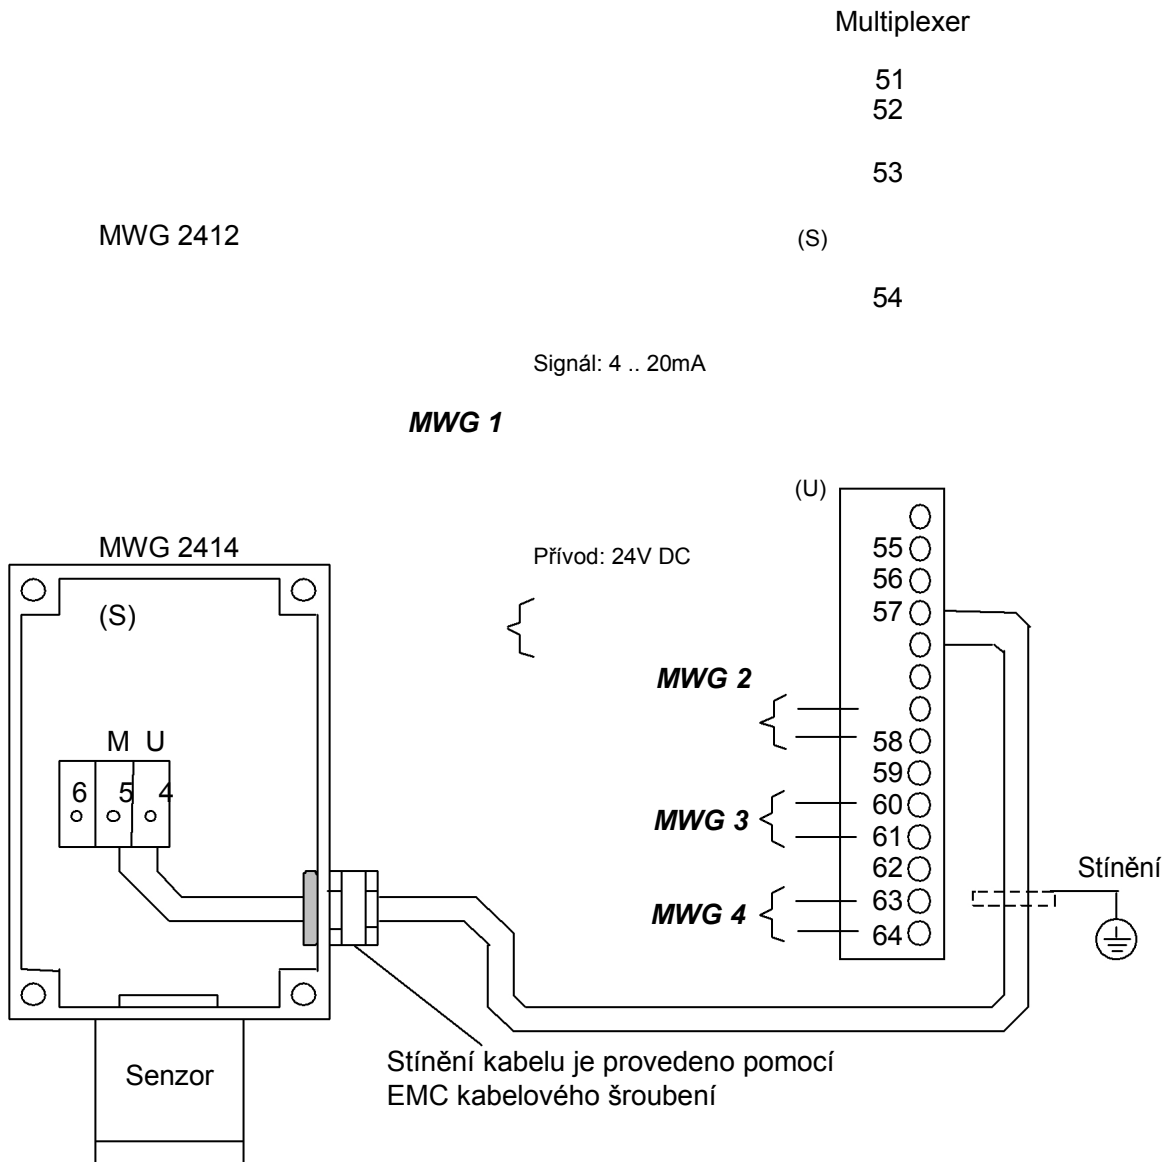 Multiplexer
51
52
53
MWG 2412
(S)
54
Signál: 4 .. 20mA
MWG 1
(U)
MWG 2414
Přívod: 24V DC
55
56
(S)
57
MWG 2
M U
58
59
6 5 4
60
MWG 3
61
62
Stínění
63
MWG 4
64
Stínění kabelu je provedeno pomocí
EMC kabelového šroubení
Senzor